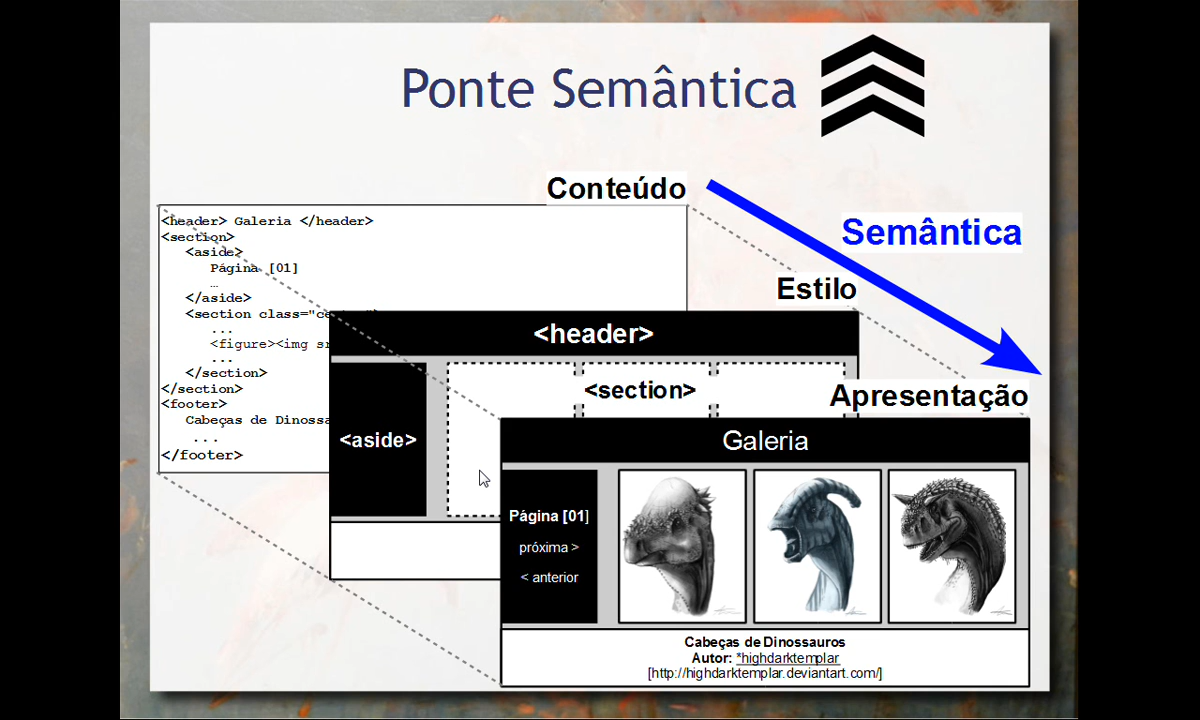 Ponte Semântica
Conteúdo
Semântica
Estilo
Apresentação
<header> Galeria </header>
<section>
<aside>
Página [01]
...
</aside>
<section class="ce
...
<figure><img sr
...
</section>
</section>
<footer>
Cabeças de Dinossa
...
</footer>
<header>
<section>
<aside>
Galeria
Página [01]
próxima >
< anterior
Cabeças de Dinossauros
Autor: *highdarktemplar
[http://highdarktemplar.deviantart.com/]